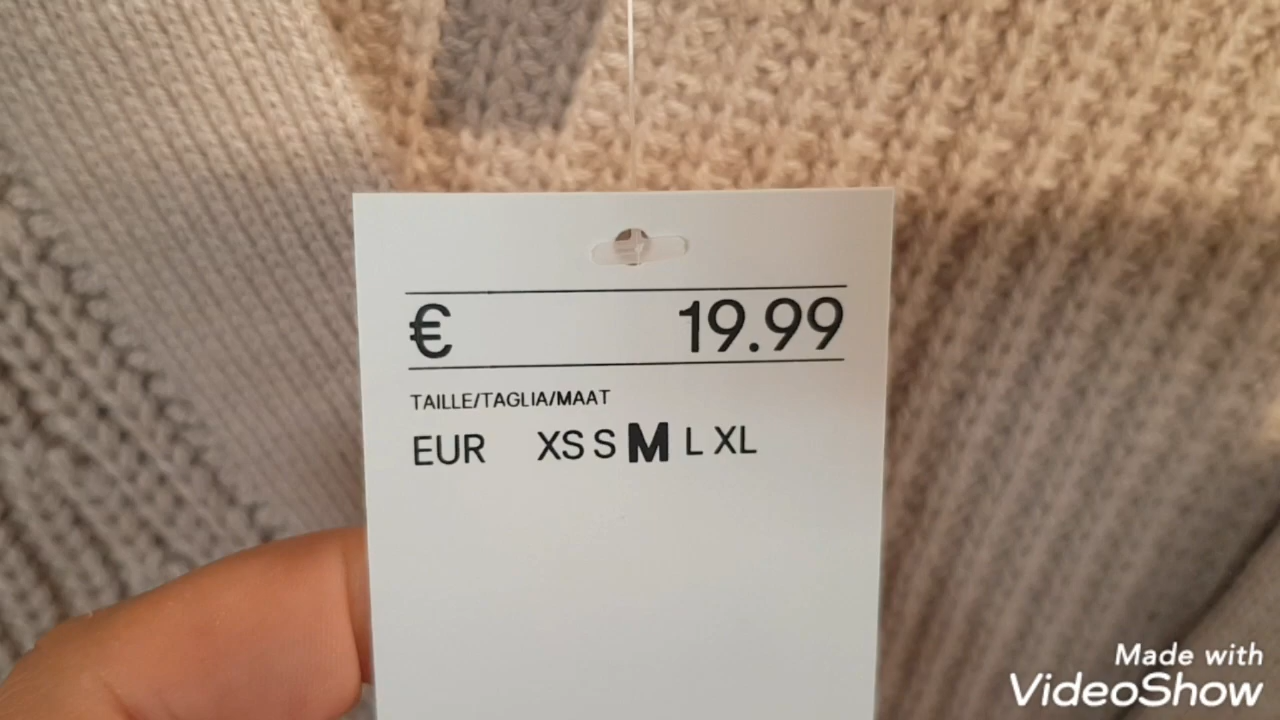 € 19.99
TAILLE/TAGLIA/MAAT
EUR XS S M L XL
Made with
VideoShow